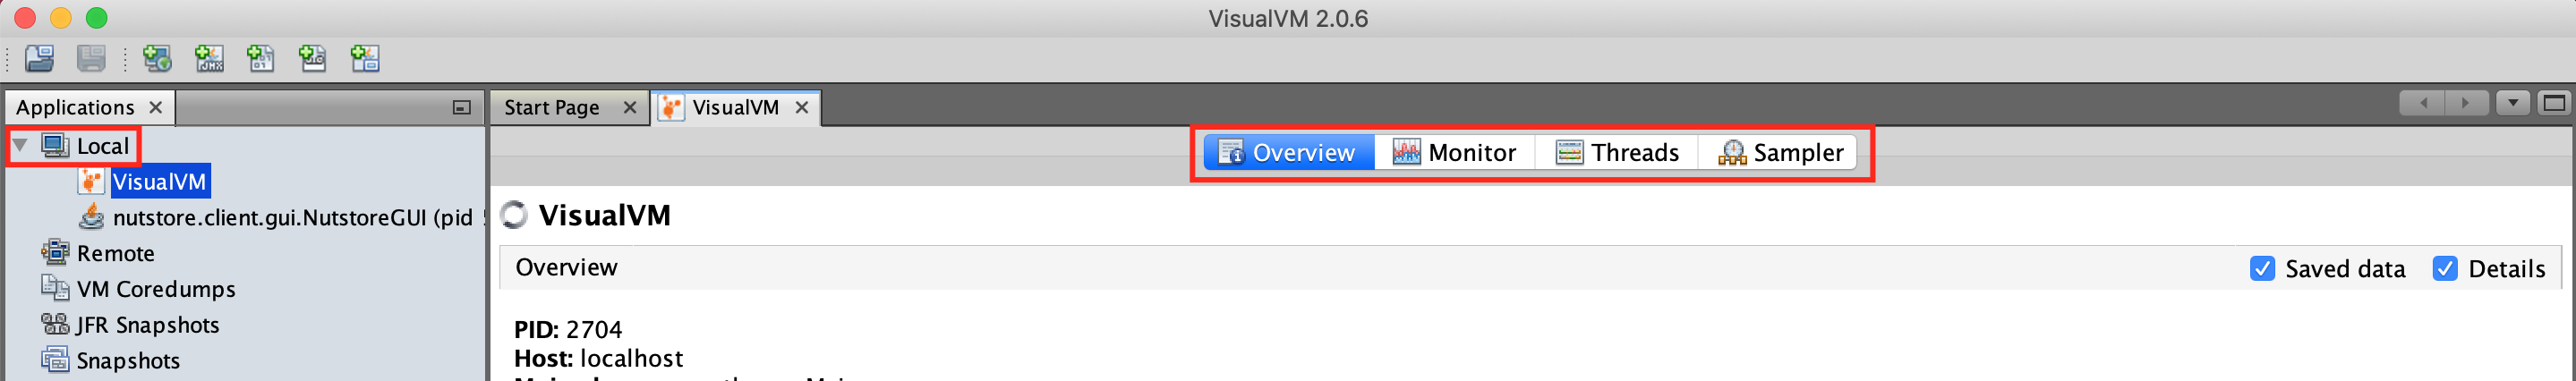 VisualVM 2.0.6
Applications
Start Page
VisualVM
Local
VisualVM
nutstore.client.gui.NutstoreGUI (pid
Remote
VM Coredumps
JFR Snapshots
Snapshots
Overview
Monitor
Threads
Sampler
VisualVM
Overview
Saved data
Details
PID: 2704
Host: localhost